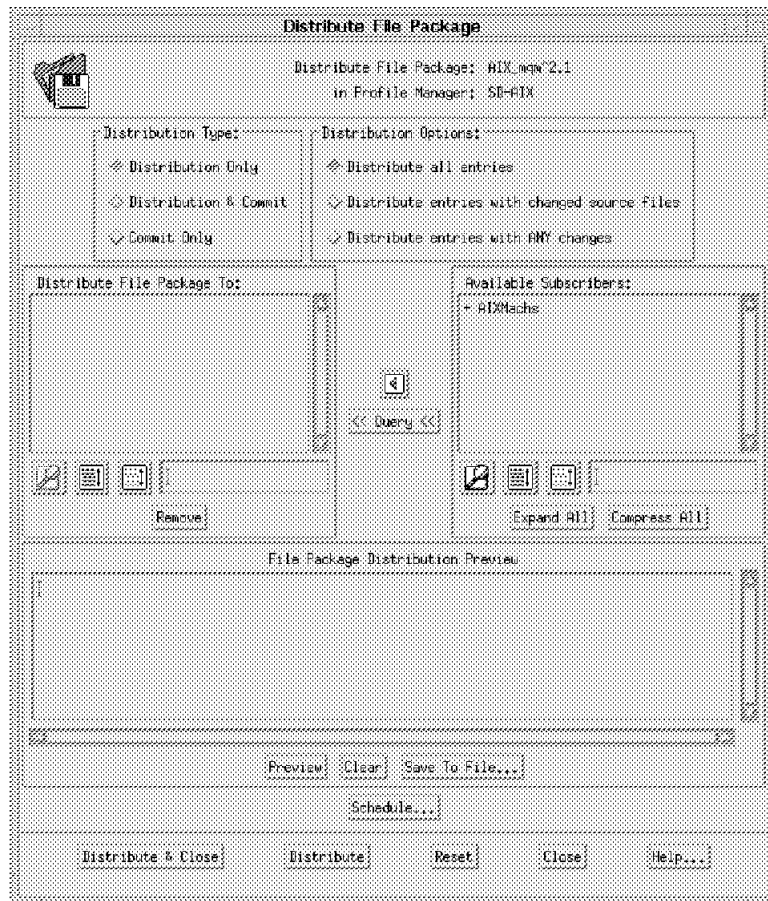 Distribute File Package
Distribute File Package: AIX_mqm^2.1
in Profile Manager: SD-AIX
Distribution Type:
Distribution Only
Distribution & Commit
Commit Only
Distribution Options:
Distribute all entries
Distribute entries with changed source files
Distribute entries with ANY changes
Distribute File Package To:
Available Subscribers:
+ AIXMachs
<< Query <<
Remove
Expand All Compress All
File Package Distribution Preview
Preview Clear Save To File...
Schedule...
Distribute & Close Distribute Reset Close Help...